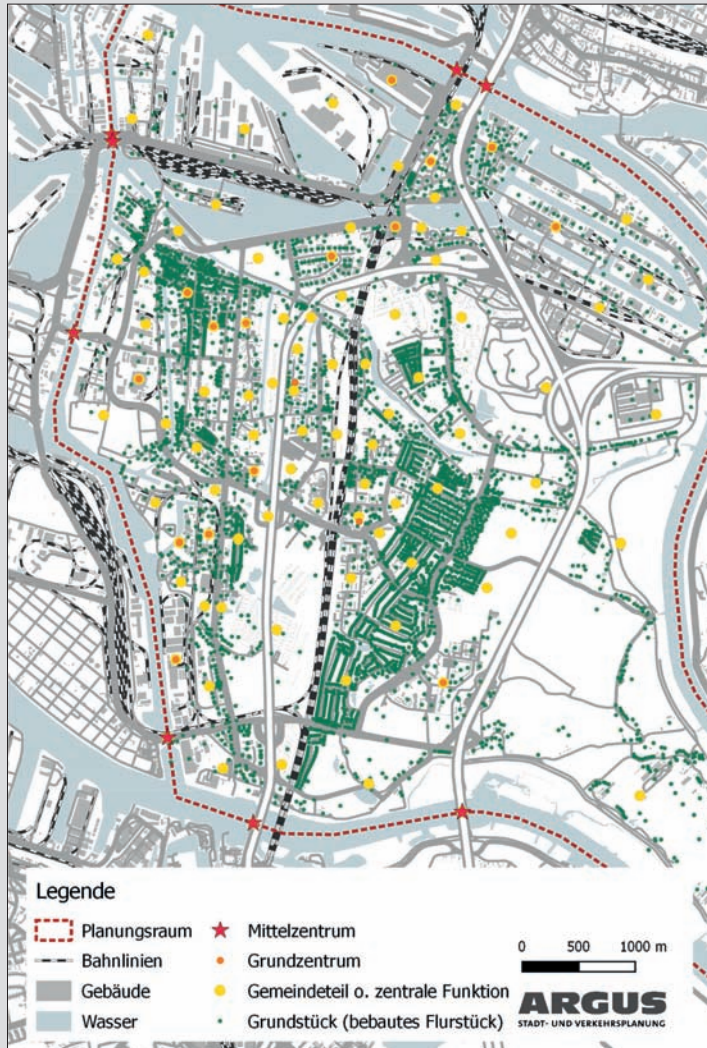 Legende
Planungsraum
Mittelzentrum
Bahnlinien
Grundzentrum
Gebäude
Gemeindeteil o. zentrale Funktion
Wasser
Grundstück (bebautes Flurstück)
0 500 1000 m
ARGUS
STADT- UND VERKEHRSPLANUNG